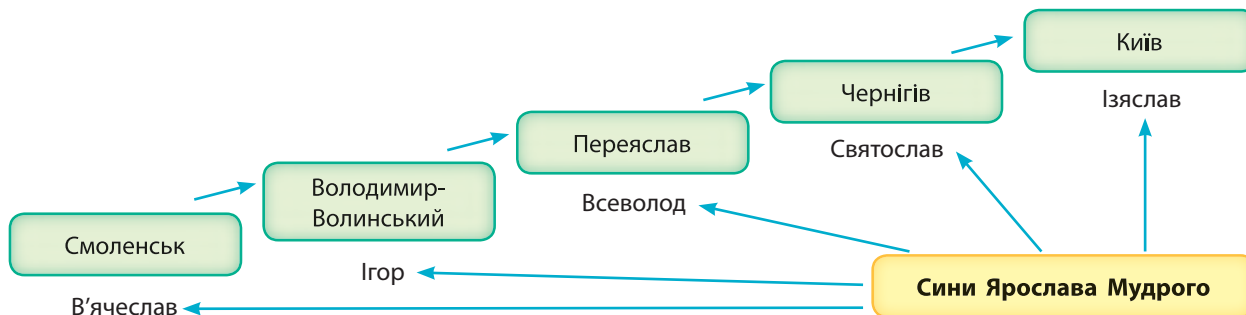 Київ
Ізяслав
Чернігів
Святослав
Переяслав
Всеволод
Володимир-
Волинський
Ігор
Смоленськ
В’ячеслав
Сини Ярослава Мудрого